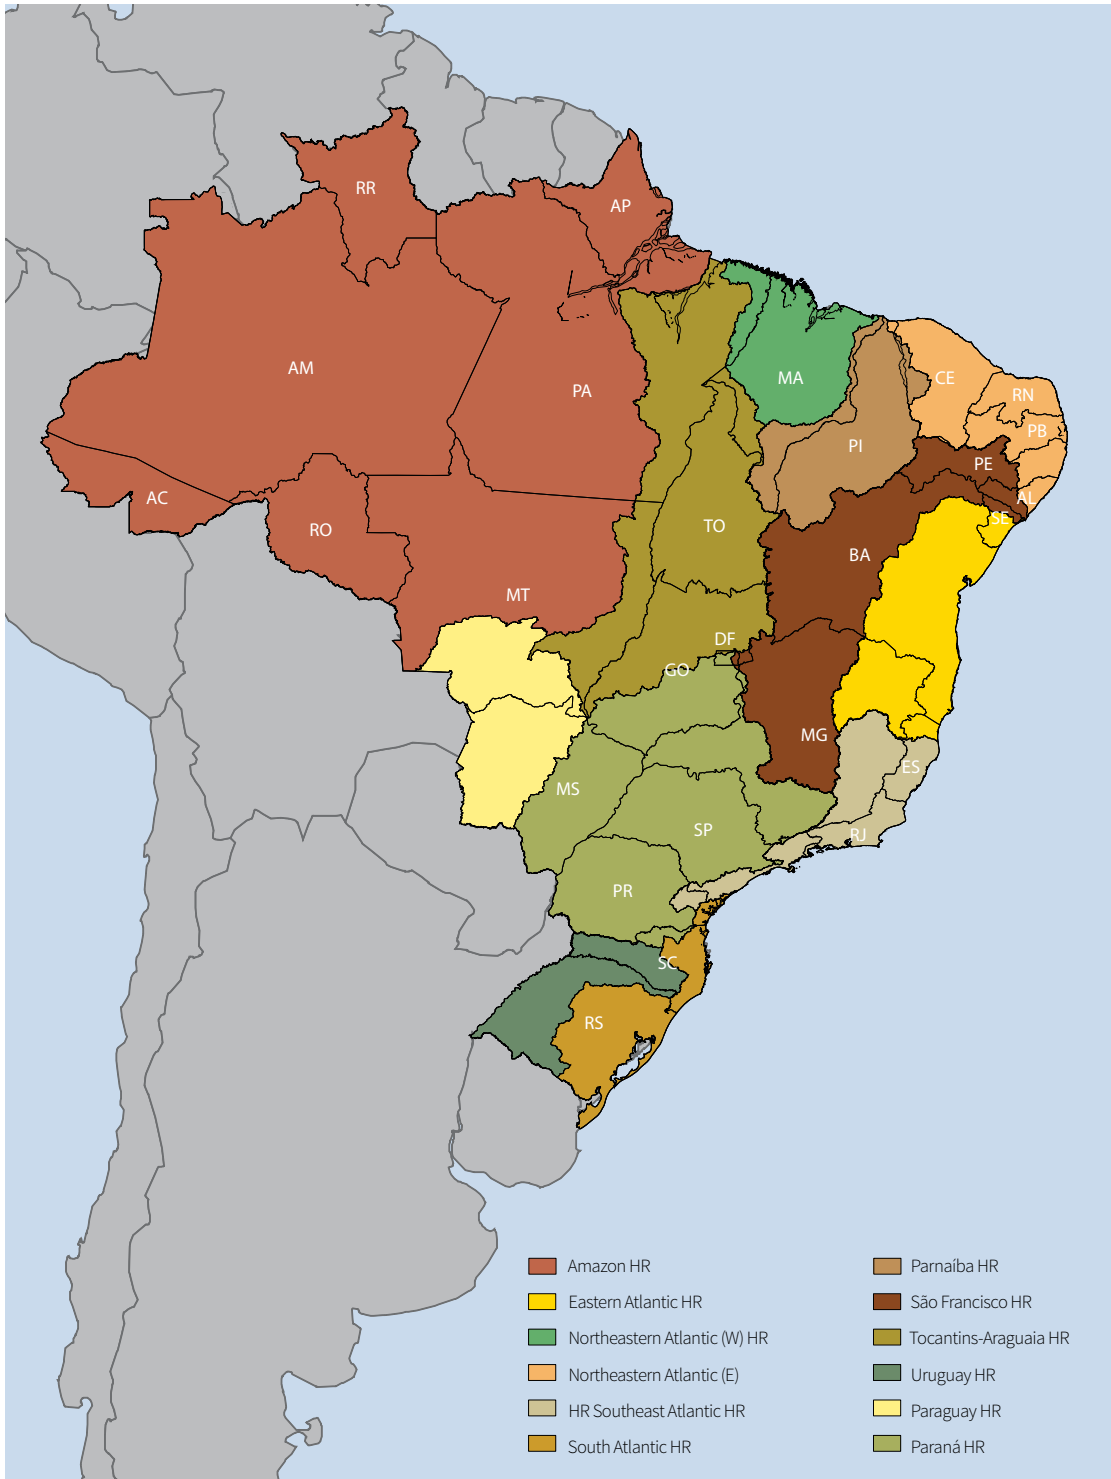 RR
AP
AM
PA
MA
CE
RN
PB
PI
PE
AC
AL
RO
TO
SE
BA
MT
DF
GO
MG
MS
ES
SP
RJ
PR
SC
RS
Amazon HR
Eastern Atlantic HR
Northeastern Atlantic (W) HR
Northeastern Atlantic (E)
HR Southeast Atlantic HR
South Atlantic HR
Parnaíba HR
São Francisco HR
Tocantins-Araguaia HR
Uruguay HR
Paraguay HR
Paraná HR